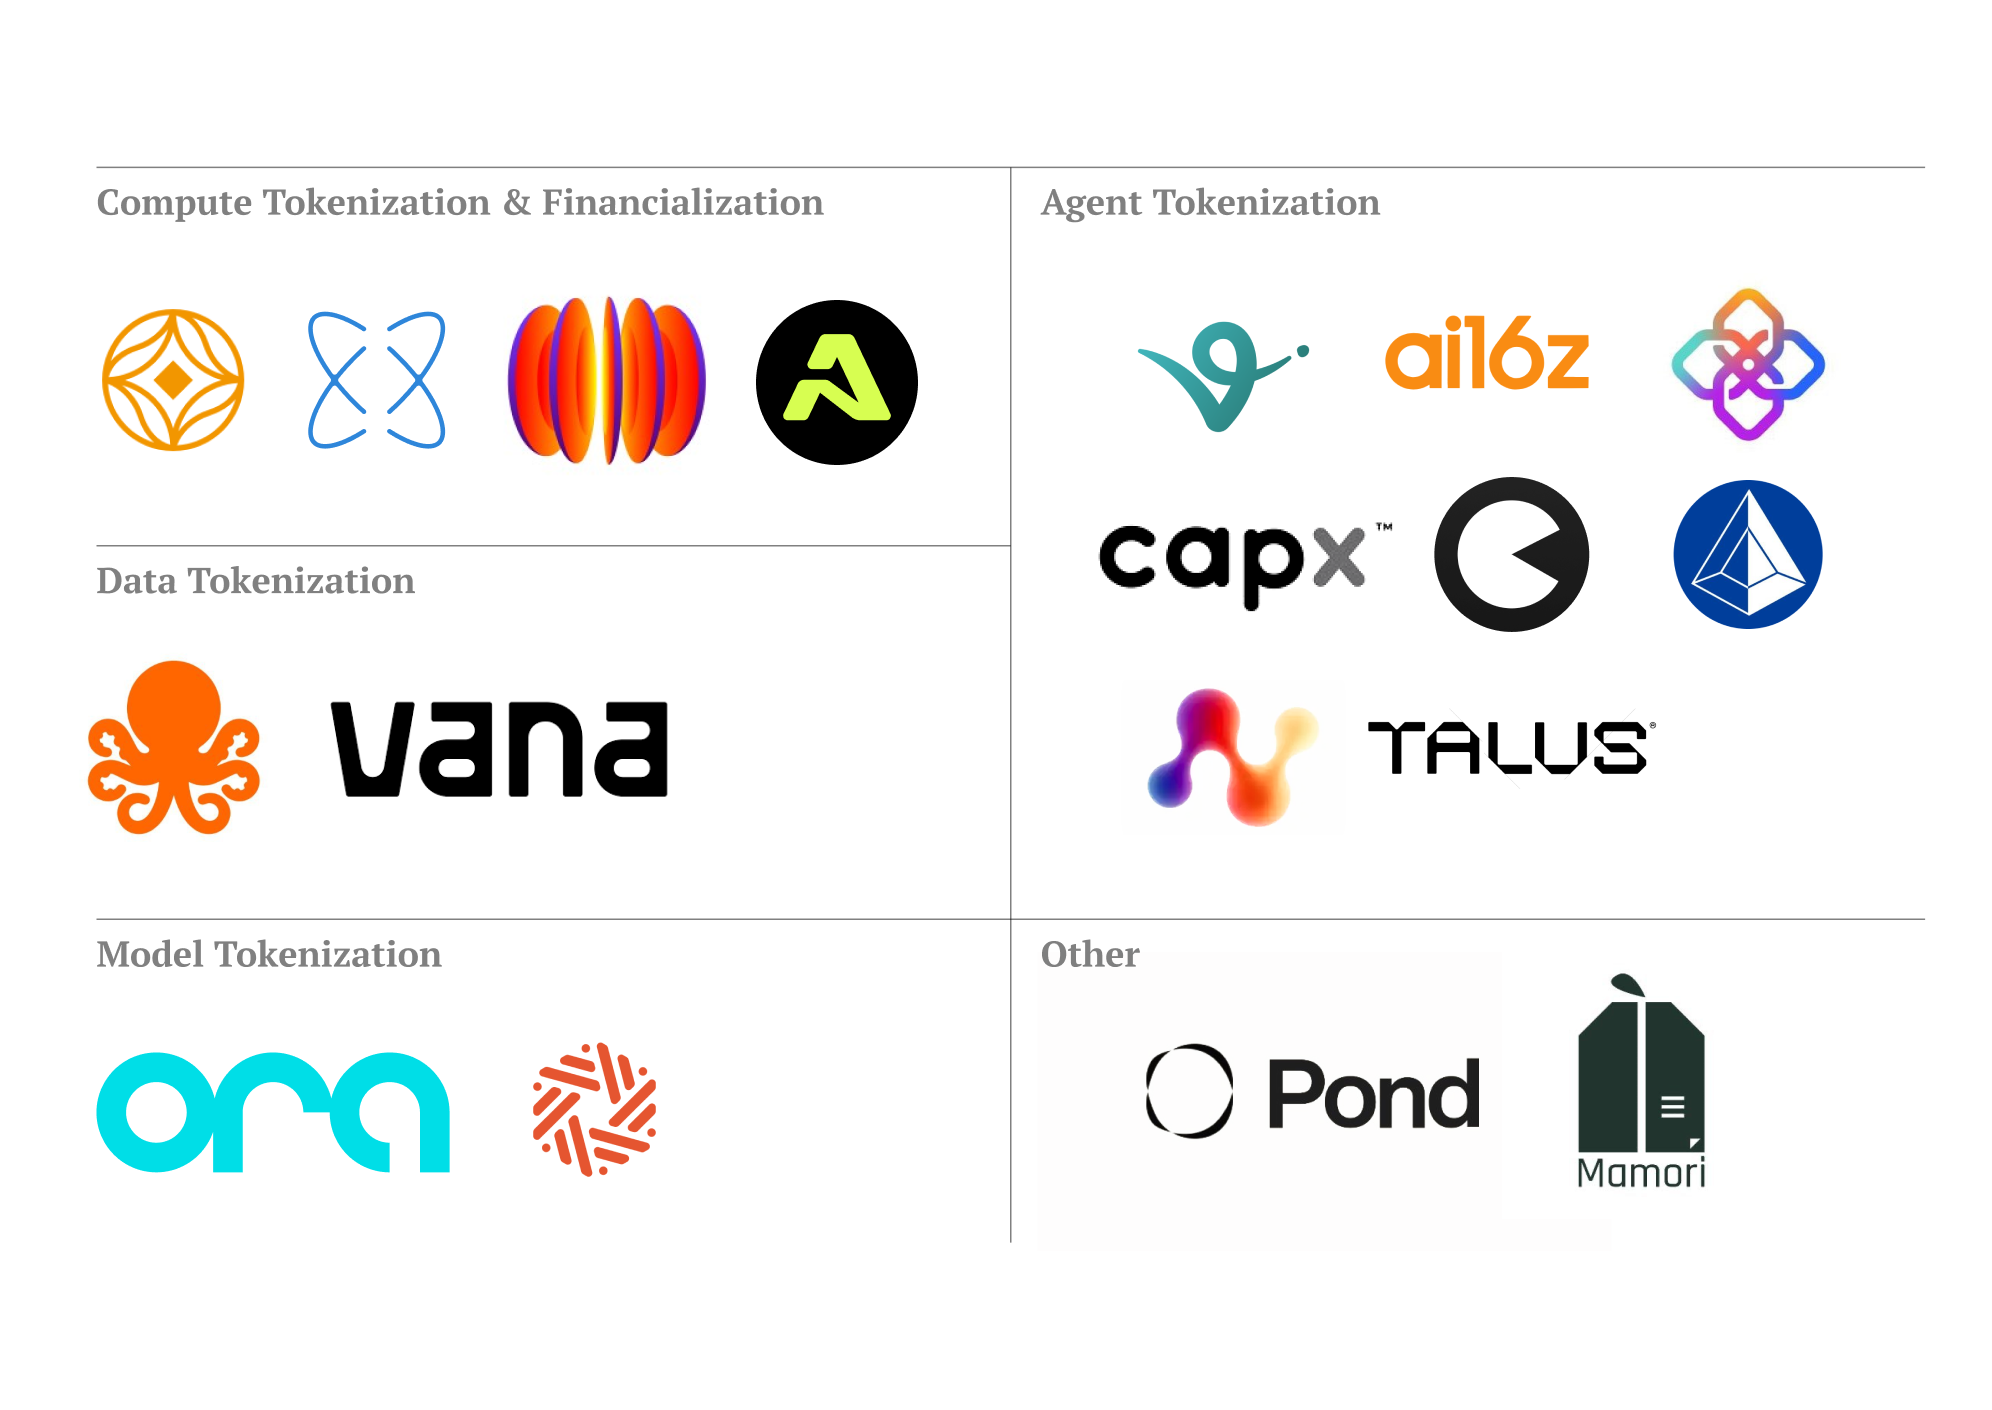 Compute Tokenization & Financialization
Agent Tokenization
ai16z
capx™
Data Tokenization
vana
TALUS®
Model Tokenization
Other
ora
Pond
Mamori